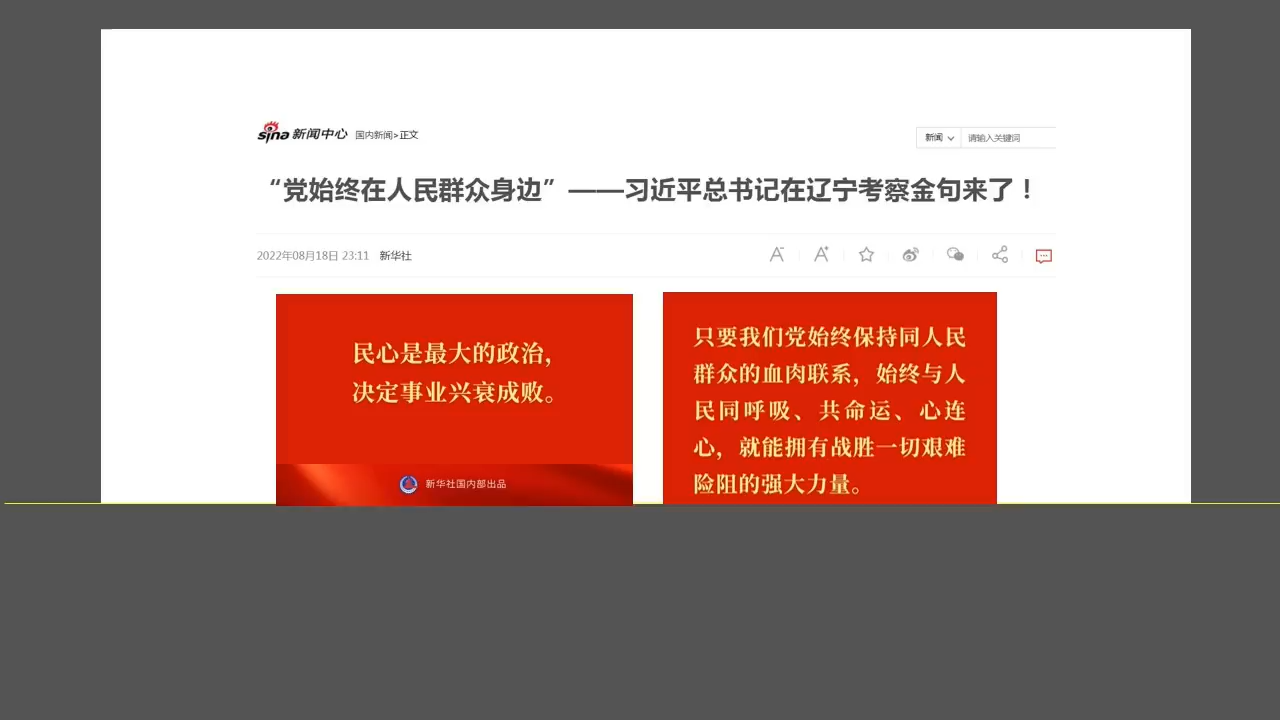 sina 新闻中心 国内新闻>正文
新闻 请输入关键词
“党始终在人民群众身边”——习近平总书记在辽宁考察金句来了！
2022年08月18日 23:11 新华社
民心是最大的政治，
决定事业兴衰成败。
新华社国内部出品
只要我们党始终保持同人民
群众的血肉联系，始终与人
民同呼吸、共命运、心连
心，就能拥有战胜一切艰难
险阻的强大力量。